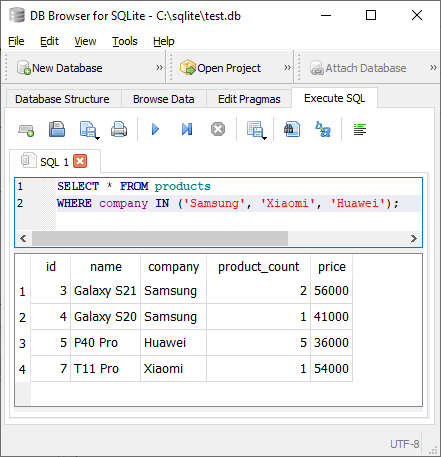 DB Browser for SQLite - C:\sqlite\test.db
File Edit View Tools Help
New Database » Open Project » Attach Database »
Database Structure Browse Data Edit Pragmas Execute SQL
SQL 1
1 SELECT * FROM products
2 WHERE company IN ('Samsung', 'Xiaomi', 'Huawei');
id name company product_count price
1 3 Galaxy S21 Samsung 2 56000
2 4 Galaxy S20 Samsung 1 41000
3 5 P40 Pro Huawei 5 36000
4 7 T11 Pro Xiaomi 1 54000
UTF-8